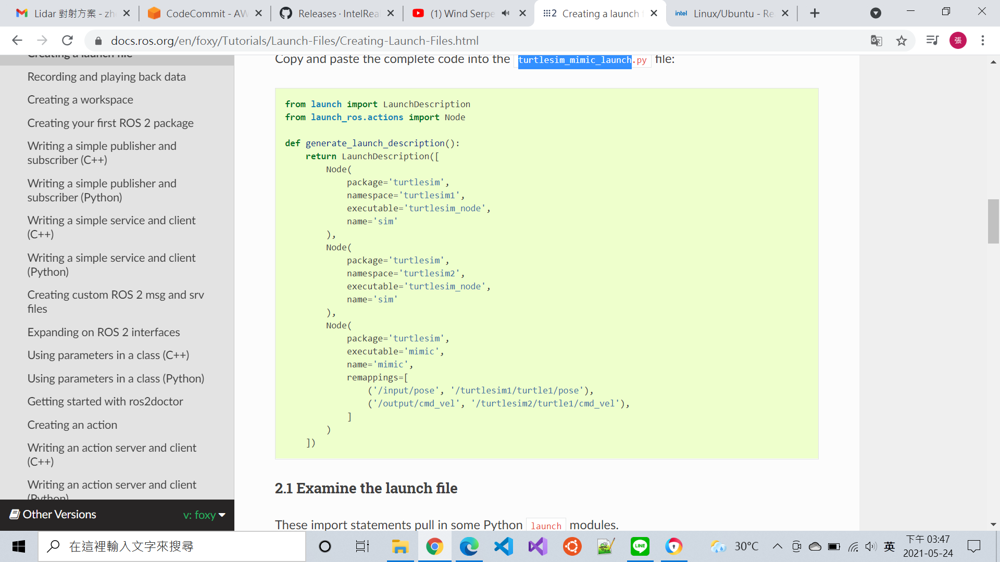 Lidar 對射方案 - zh
CodeCommit - AW
Releases · IntelReal
(1) Wind Serpe
Creating a launch f
intel Linux/Ubuntu - Re
docs.ros.org/en/foxy/Tutorials/Launch-Files/Creating-Launch-Files.html
張
Creating a launch file
Recording and playing back data
Creating a workspace
Creating your first ROS 2 package
Writing a simple publisher and
subscriber (C++)
Writing a simple publisher and
subscriber (Python)
Writing a simple service and client
(C++)
Writing a simple service and client
(Python)
Creating custom ROS 2 msg and srv
files
Expanding on ROS 2 interfaces
Using parameters in a class (C++)
Using parameters in a class (Python)
Getting started with ros2doctor
Creating an action
Writing an action server and client
(C++)
Writing an action server and client
(Python)
Other Versions
v: foxy
Copy and paste the complete code into the turtlesim_mimic_launch.py file:
from launch import LaunchDescription
from launch_ros.actions import Node
def generate_launch_description():
    return LaunchDescription([
        Node(
            package='turtlesim',
            namespace='turtlesim1',
            executable='turtlesim_node',
            name='sim'
        ),
        Node(
            package='turtlesim',
            namespace='turtlesim2',
            executable='turtlesim_node',
            name='sim'
        ),
        Node(
            package='turtlesim',
            executable='mimic',
            name='mimic',
            remappings=[
                ('/input/pose', '/turtlesim1/turtle1/pose'),
                ('/output/cmd_vel', '/turtlesim2/turtle1/cmd_vel'),
            ]
        )
    ])
2.1 Examine the launch file
These import statements pull in some Python launch modules.
在這裡輸入文字來搜尋
LINE
30°C
英
下午 03:47
2021-05-24